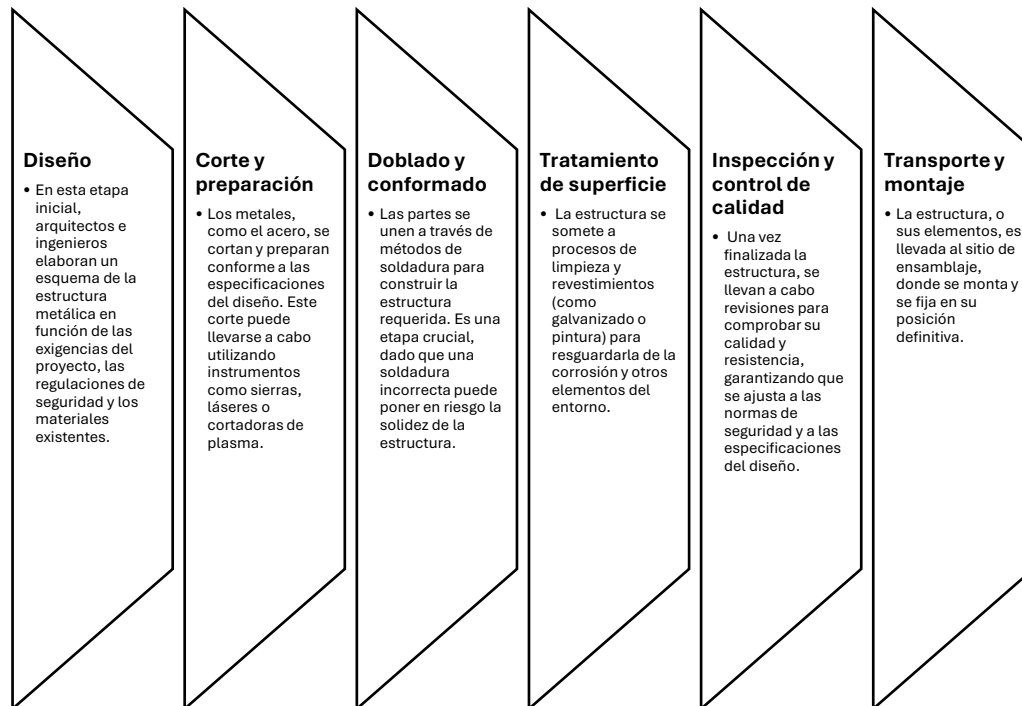 Diseño
• En esta etapa
inicial,
arquitectos e
ingenieros
elaboran un
esquema de la
estructura
metálica en
función de las
exigencias del
proyecto, las
regulaciones de
seguridad y los
materiales
existentes.
Corte y
preparación
• Los metales,
como el acero, se
cortan y preparan
conforme a las
especificaciones
del diseño. Este
corte puede
llevarse a cabo
utilizando
instrumentos
como sierras,
láseres o
cortadoras de
plasma.
Doblado y
conformado
• Las partes se
unen a través de
métodos de
soldadura para
construir la
estructura
requerida. Es una
etapa crucial,
dado que una
soldadura
incorrecta puede
poner en riesgo la
solidez de la
estructura.
Tratamiento
de superficie
• La estructura se
somete a
procesos de
limpieza y
revestimientos
(como
galvanizado o
pintura) para
resguardarla de la
corrosión y otros
elementos del
entorno.
Inspección y
control de
calidad
• Una vez
finalizada la
estructura, se
llevan a cabo
revisiones para
comprobar su
calidad y
resistencia,
garantizando que
se ajusta a las
normas de
seguridad y a las
especificaciones
del diseño.
Transporte y
montaje
• La estructura, o
sus elementos, es
llevada al sitio de
ensamblaje,
donde se monta y
se fija en su
posición
definitiva.